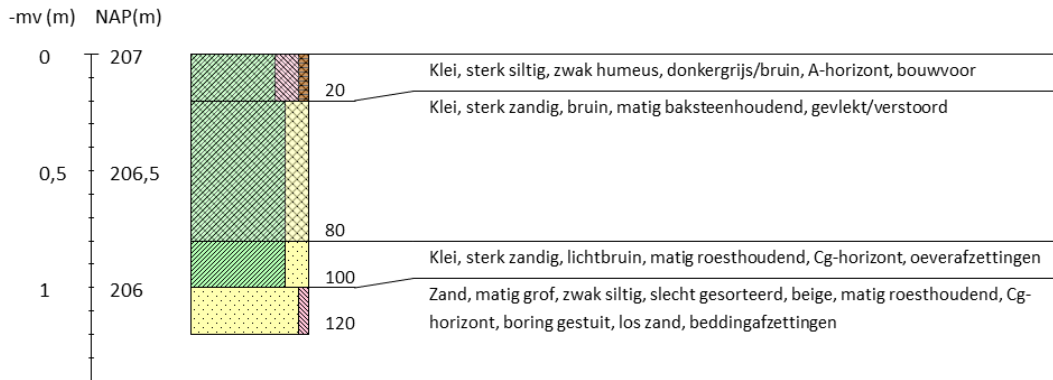 -mv (m) NAP(m)
0 207
Klei, sterk siltig, zwak humeus, donkergrijs/bruin, A-horizont, bouwvoor
20
Klei, sterk zandig, bruin, matig baksteenhoudend, gevlekt/verstoord
0,5 206,5
80
Klei, sterk zandig, lichtbruin, matig roesthoudend, Cg-horizont, oeverafzettingen
100
1 206
Zand, matig grof, zwak siltig, slecht gesorteerd, beige, matig roesthoudend, Cg-
horizont, boring gestuit, los zand, beddingafzettingen
120